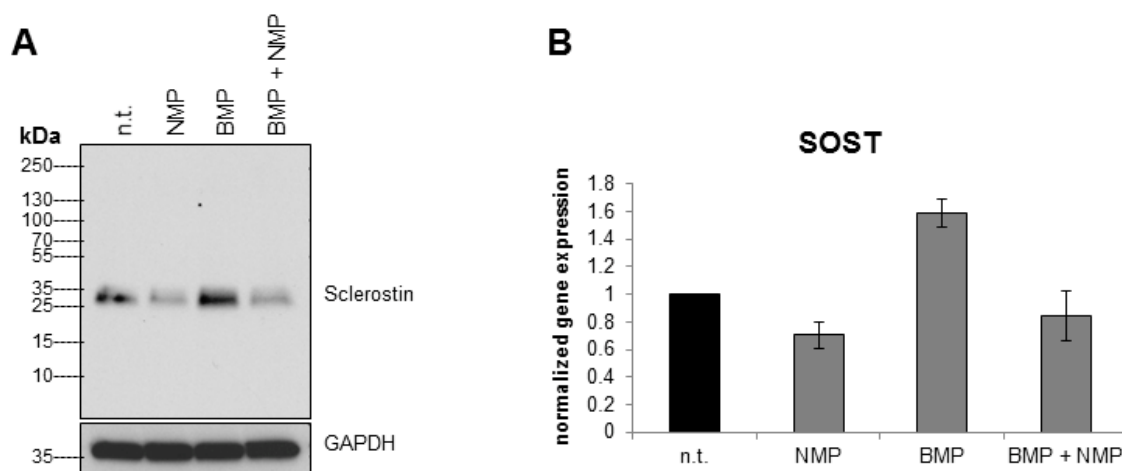 A
n.t.
NMP
BMP
BMP + NMP
kDa
250-----
130-----
100-----
70-----
55-----
35-----
25-----
15-----
10----
Sclerostin
35---
GAPDH
B
SOST
normalized gene expression
1.8
1.6
1.4
1.2
1
0.8
0.6
0.4
0.2
0
n.t.
NMP
BMP
BMP + NMP